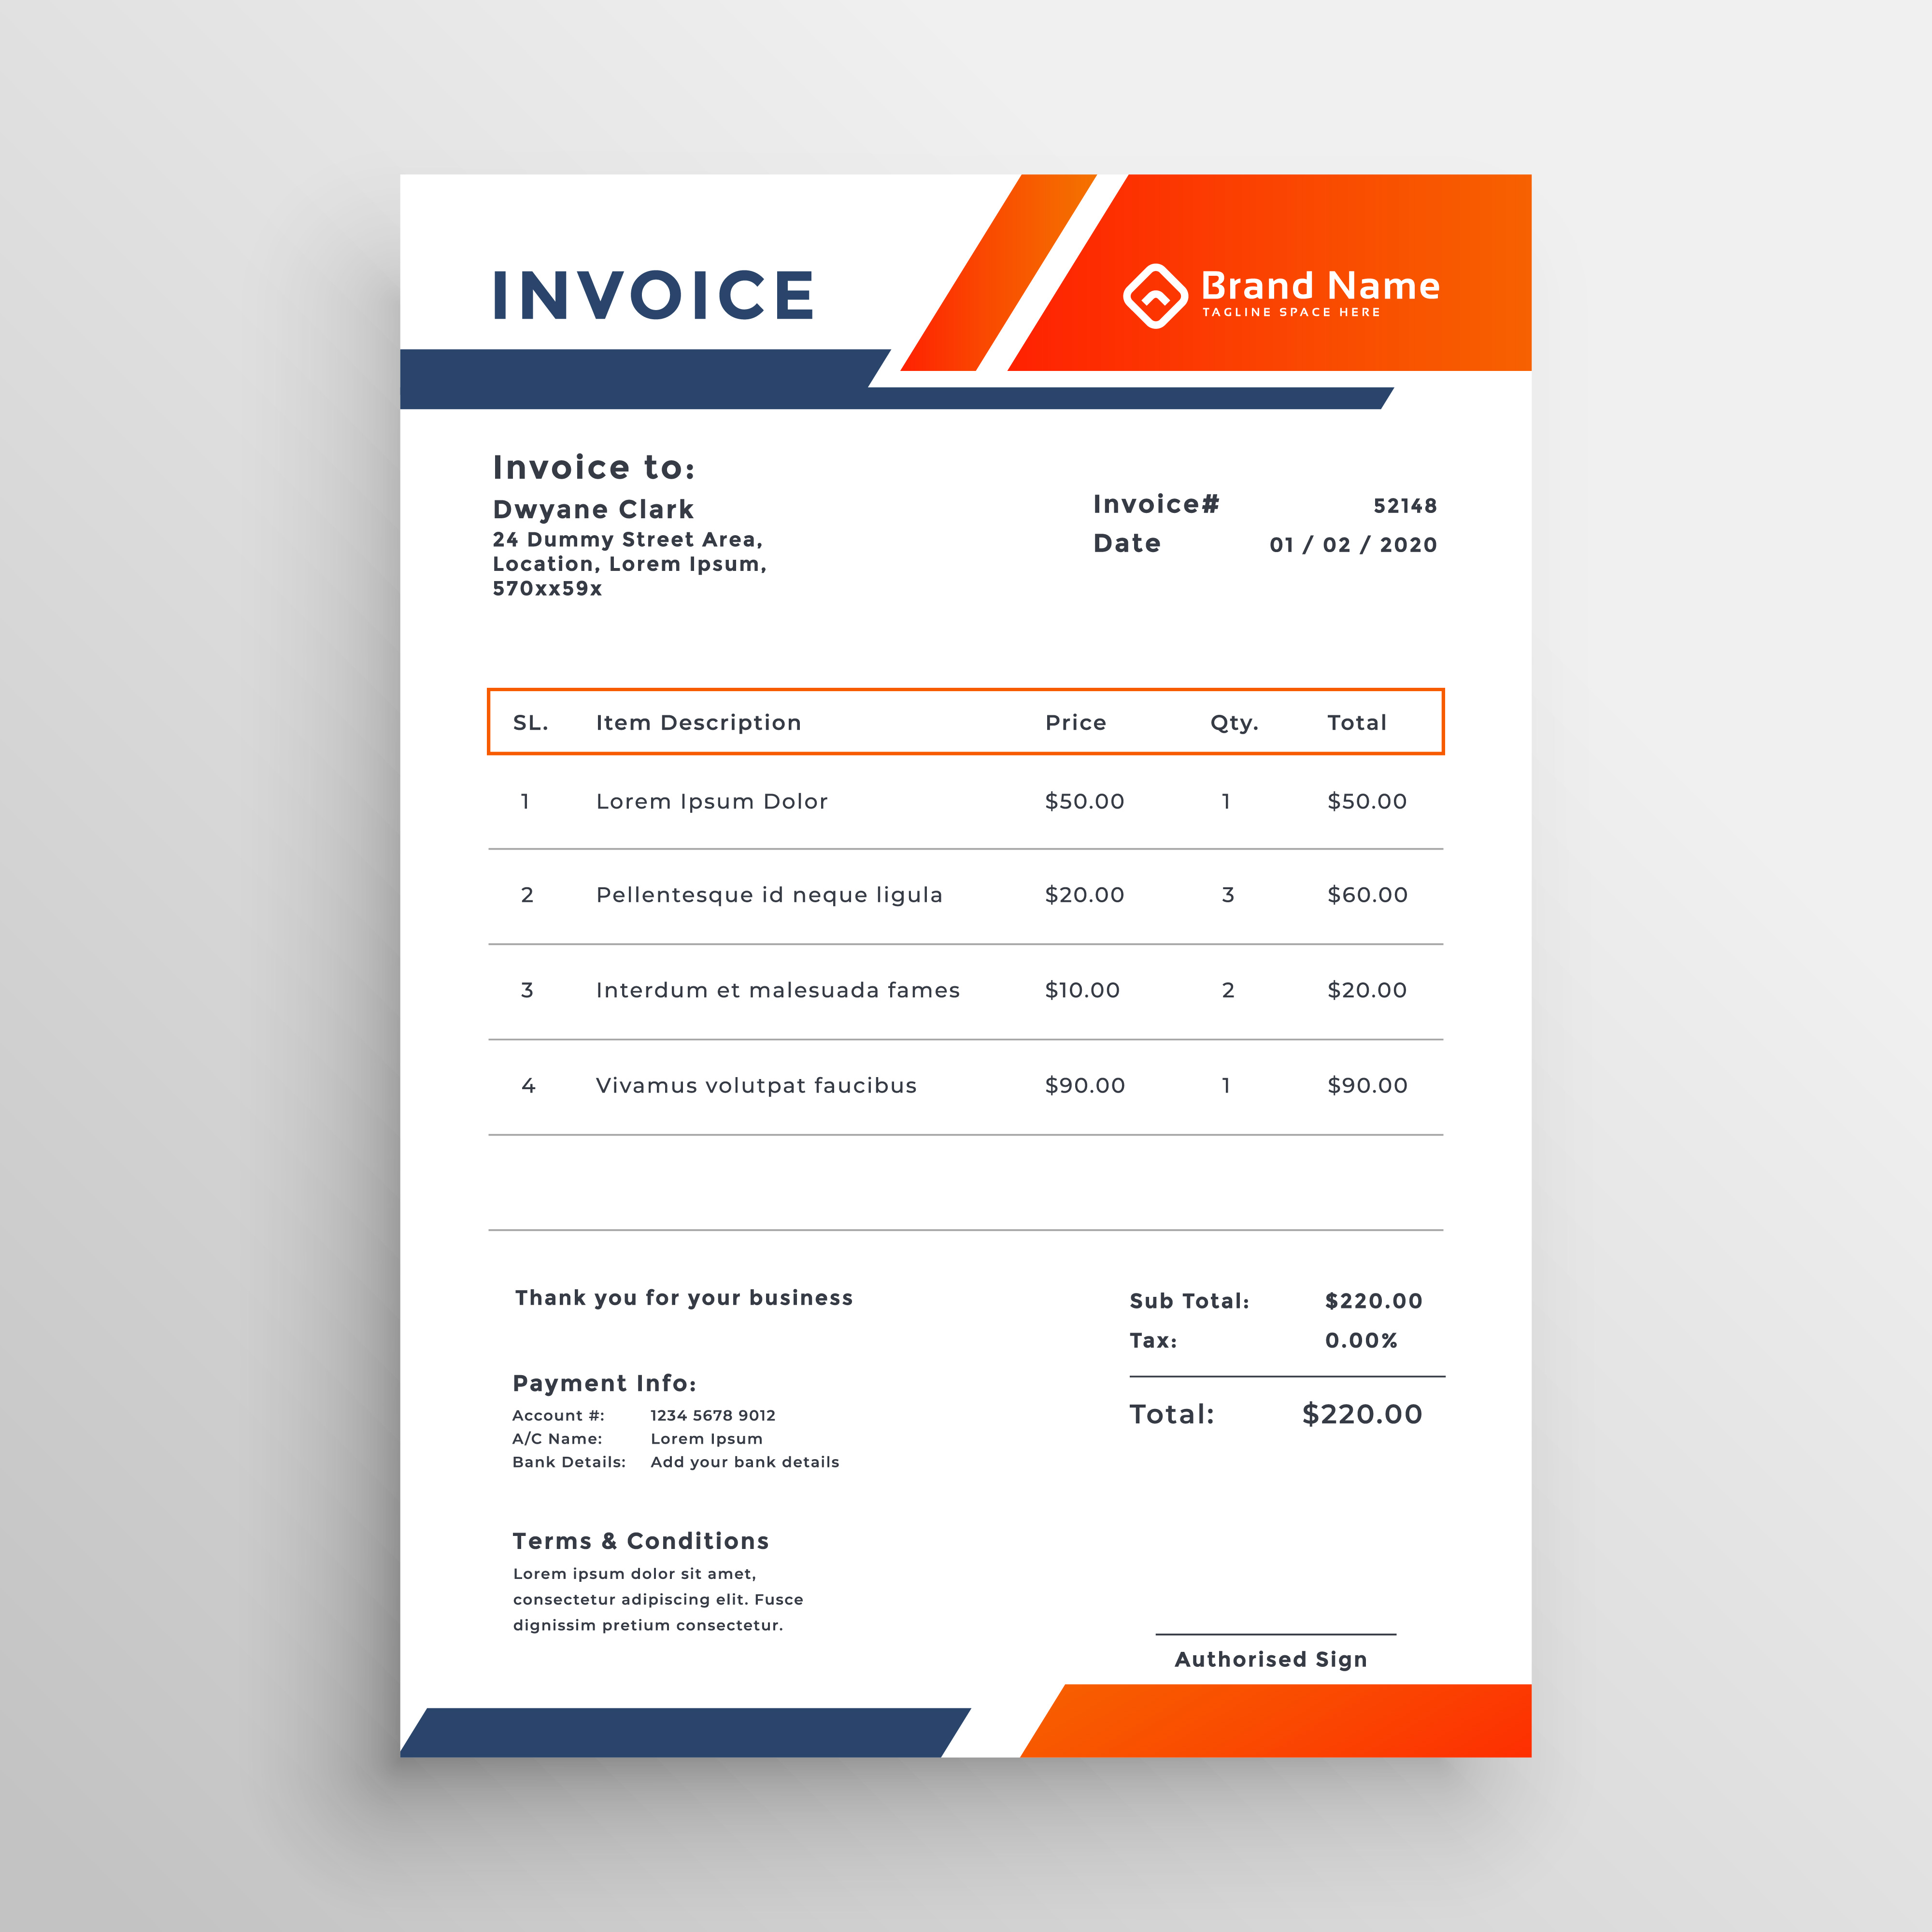 INVOICE
Brand Name
TAGLINE SPACE HERE
Invoice to:
Dwyane Clark
24 Dummy Street Area,
Location, Lorem Ipsum,
570xx59x
Invoice# 52148
Date 01 / 02 / 2020
SL. Item Description Price Qty. Total
1 Lorem Ipsum Dolor $50.00 1 $50.00
2 Pellentesque id neque ligula $20.00 3 $60.00
3 Interdum et malesuada fames $10.00 2 $20.00
4 Vivamus volutpat faucibus $90.00 1 $90.00
Thank you for your business
Sub Total: $220.00
Tax: 0.00%
Total: $220.00
Payment Info:
Account #: 1234 5678 9012
A/C Name: Lorem Ipsum
Bank Details: Add your bank details
Terms & Conditions
Lorem ipsum dolor sit amet,
consectetur adipiscing elit. Fusce
dignissim pretium consectetur.
Authorised Sign